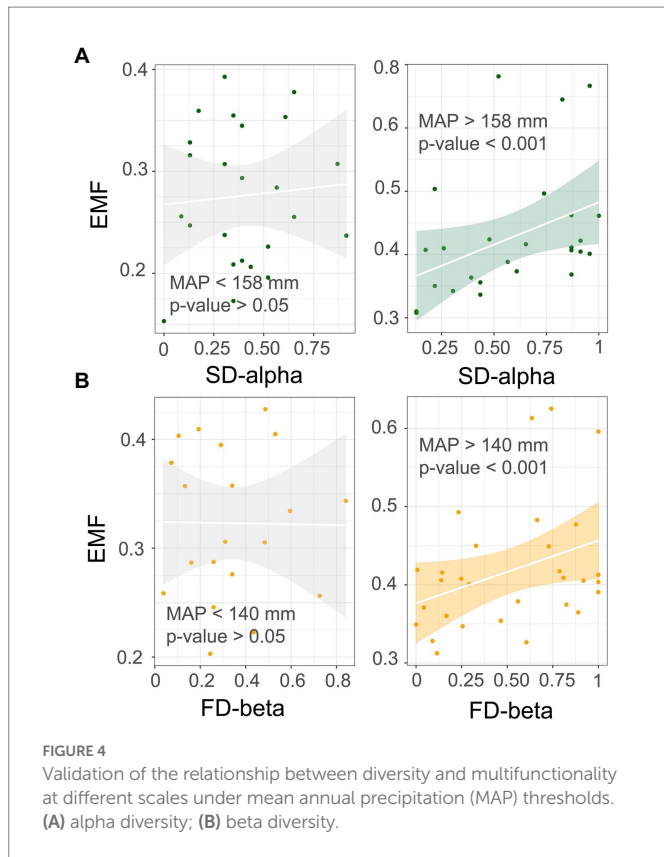 A
EMF
0.4
0.3
0.2
MAP < 158 mm
p-value > 0.05
0 0.25 0.50 0.75
SD-alpha
0.8
0.6
0.5
0.4
0.3
MAP > 158 mm
p-value < 0.001
0.25 0.50 0.75 1
SD-alpha
B
EMF
0.4
0.3
0.2
MAP < 140 mm
p-value > 0.05
0 0.2 0.4 0.6 0.8
FD-beta
0.6
0.5
0.4
0.3
MAP > 140 mm
p-value < 0.001
0 0.25 0.50 0.75 1
FD-beta
FIGURE 4
Validation of the relationship between diversity and multifunctionality
at different scales under mean annual precipitation (MAP) thresholds.
(A) alpha diversity; (B) beta diversity.